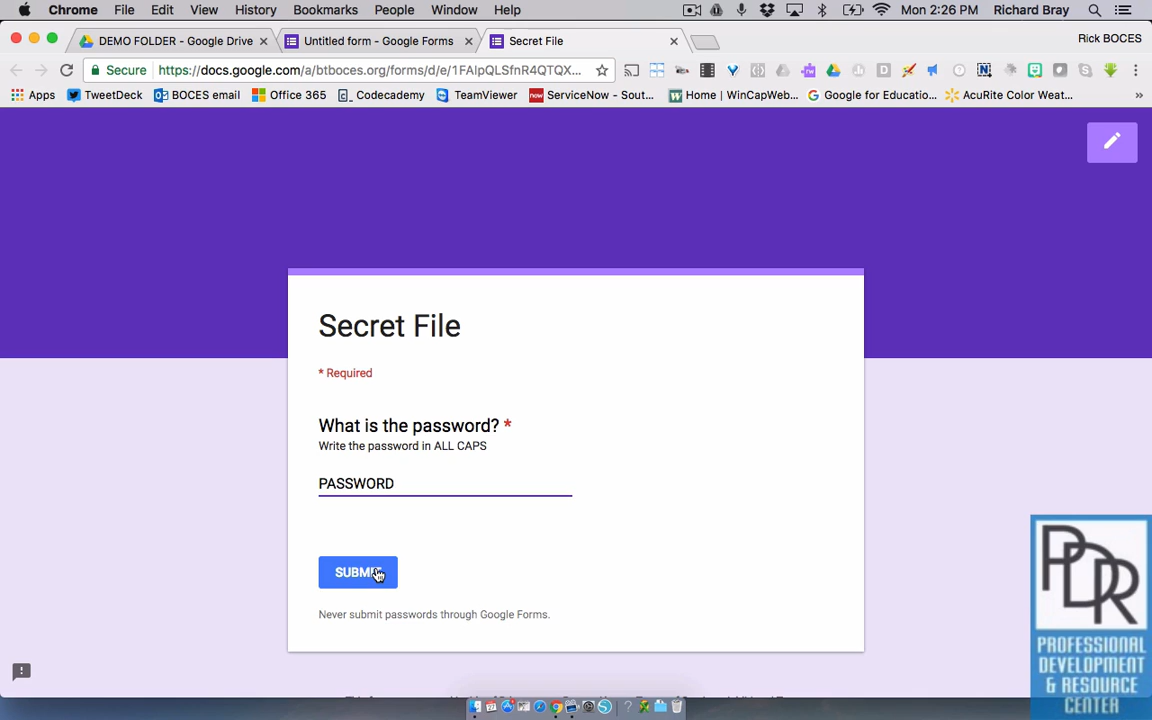 Chrome File Edit View History Bookmarks People Window Help Mon 2:26 PM Richard Bray
DEMO FOLDER - Google Drive Untitled form - Google Forms Secret File Rick BOCES
Secure https://docs.google.com/a/btboces.org/forms/d/e/1FAIpQLSfnR4QTQX...
Apps TweetDeck BOCES email Office 365 Codecademy TeamViewer ServiceNow - Sout... Home | WinCapWeb... Google for Educatio... AcuRite Color Weat... »
Secret File
* Required
What is the password? *
Write the password in ALL CAPS
PASSWORD
SUBMIT
Never submit passwords through Google Forms.
PDR
PROFESSIONAL
DEVELOPMENT
& RESOURCE
CENTER